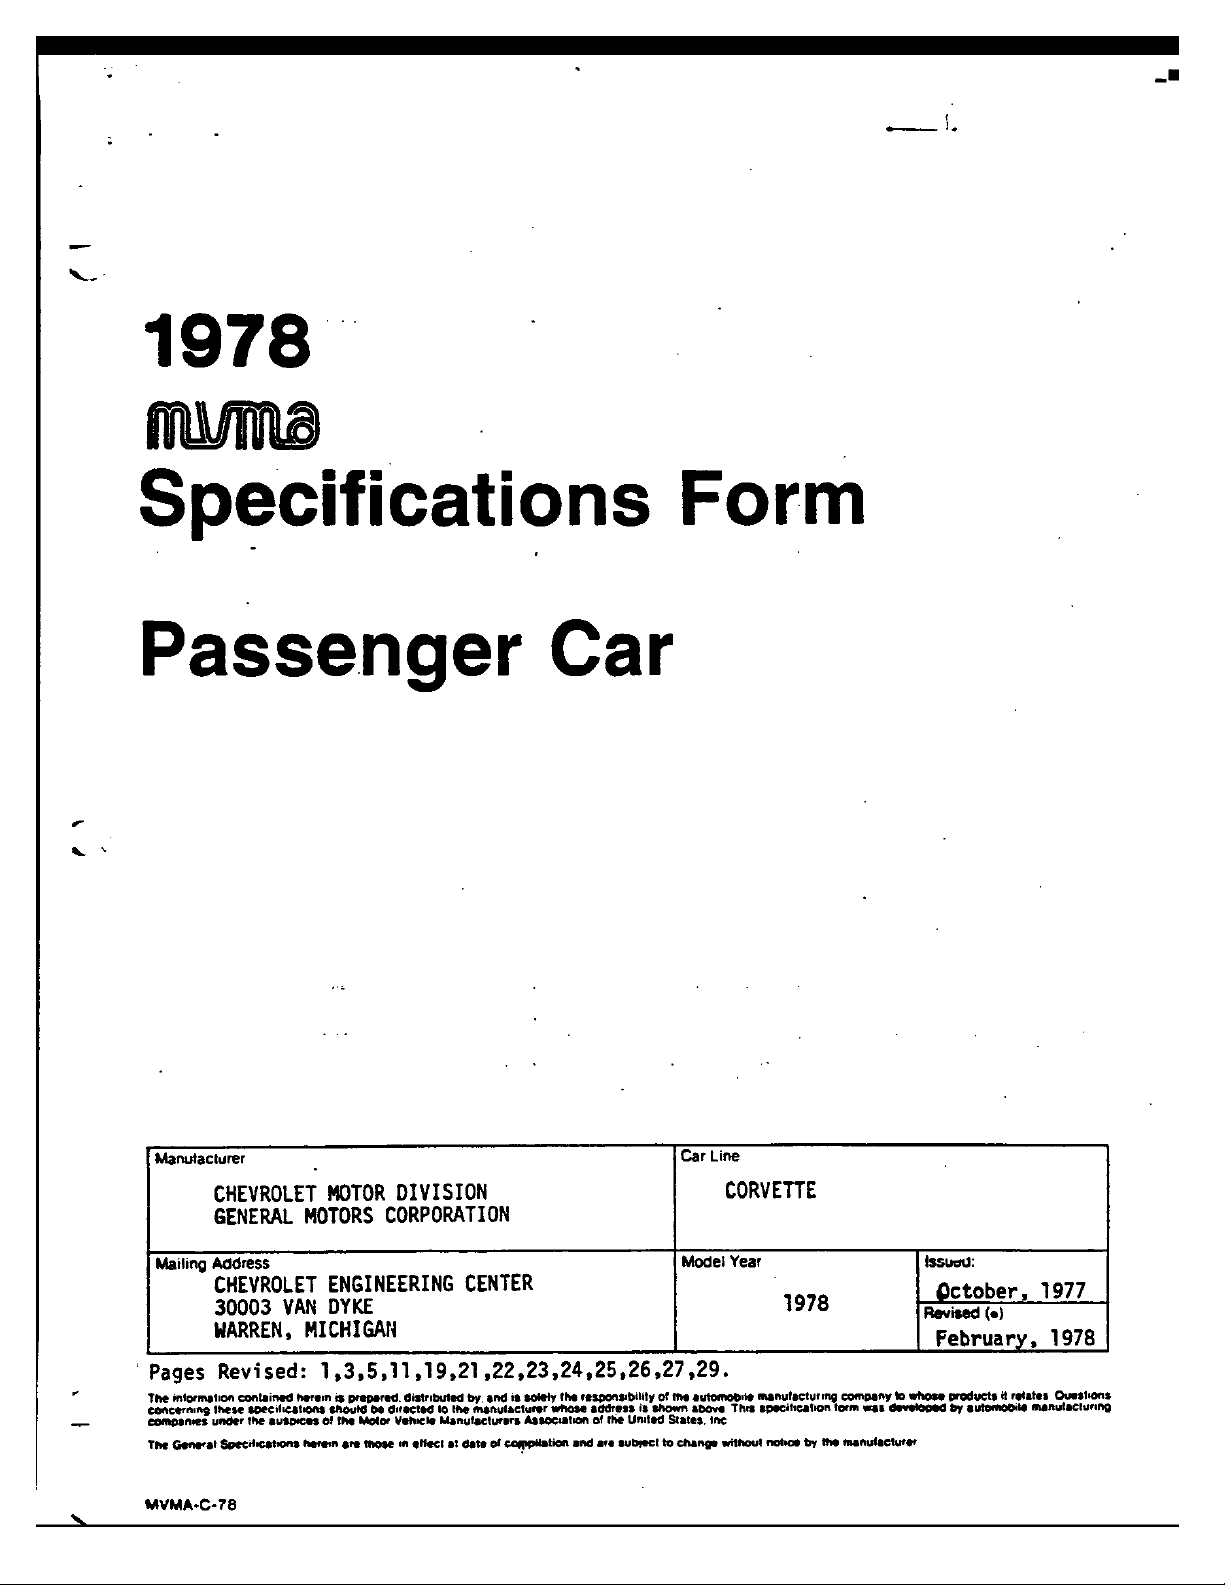 1978
mvma
Specifications Form
Passenger Car
Manufacturer
CHEVROLET MOTOR DIVISION
GENERAL MOTORS CORPORATION
Car Line
CORVETTE
Mailing Address
CHEVROLET ENGINEERING CENTER
30003 VAN DYKE
WARREN, MICHIGAN
Model Year
1978
Issued:
October, 1977
Revised (•)
February, 1978
Pages Revised: 1,3,5,11,19,21,22,23,24,25,26,27,29.
The information contained herein is prepared, distributed by, and is solely the responsibility of the automobile manufacturing company to whose products it relates Questions
concerning these specifications should be directed to the manufacturer whose address is shown above This specification form was developed by automobile manufacturing
companies under the auspices of the Motor Vehicle Manufacturers Association of the United States, Inc
The General Specifications herein are those in effect at date of compilation and are subject to change without notice by the manufacturer
MVMA-C-78